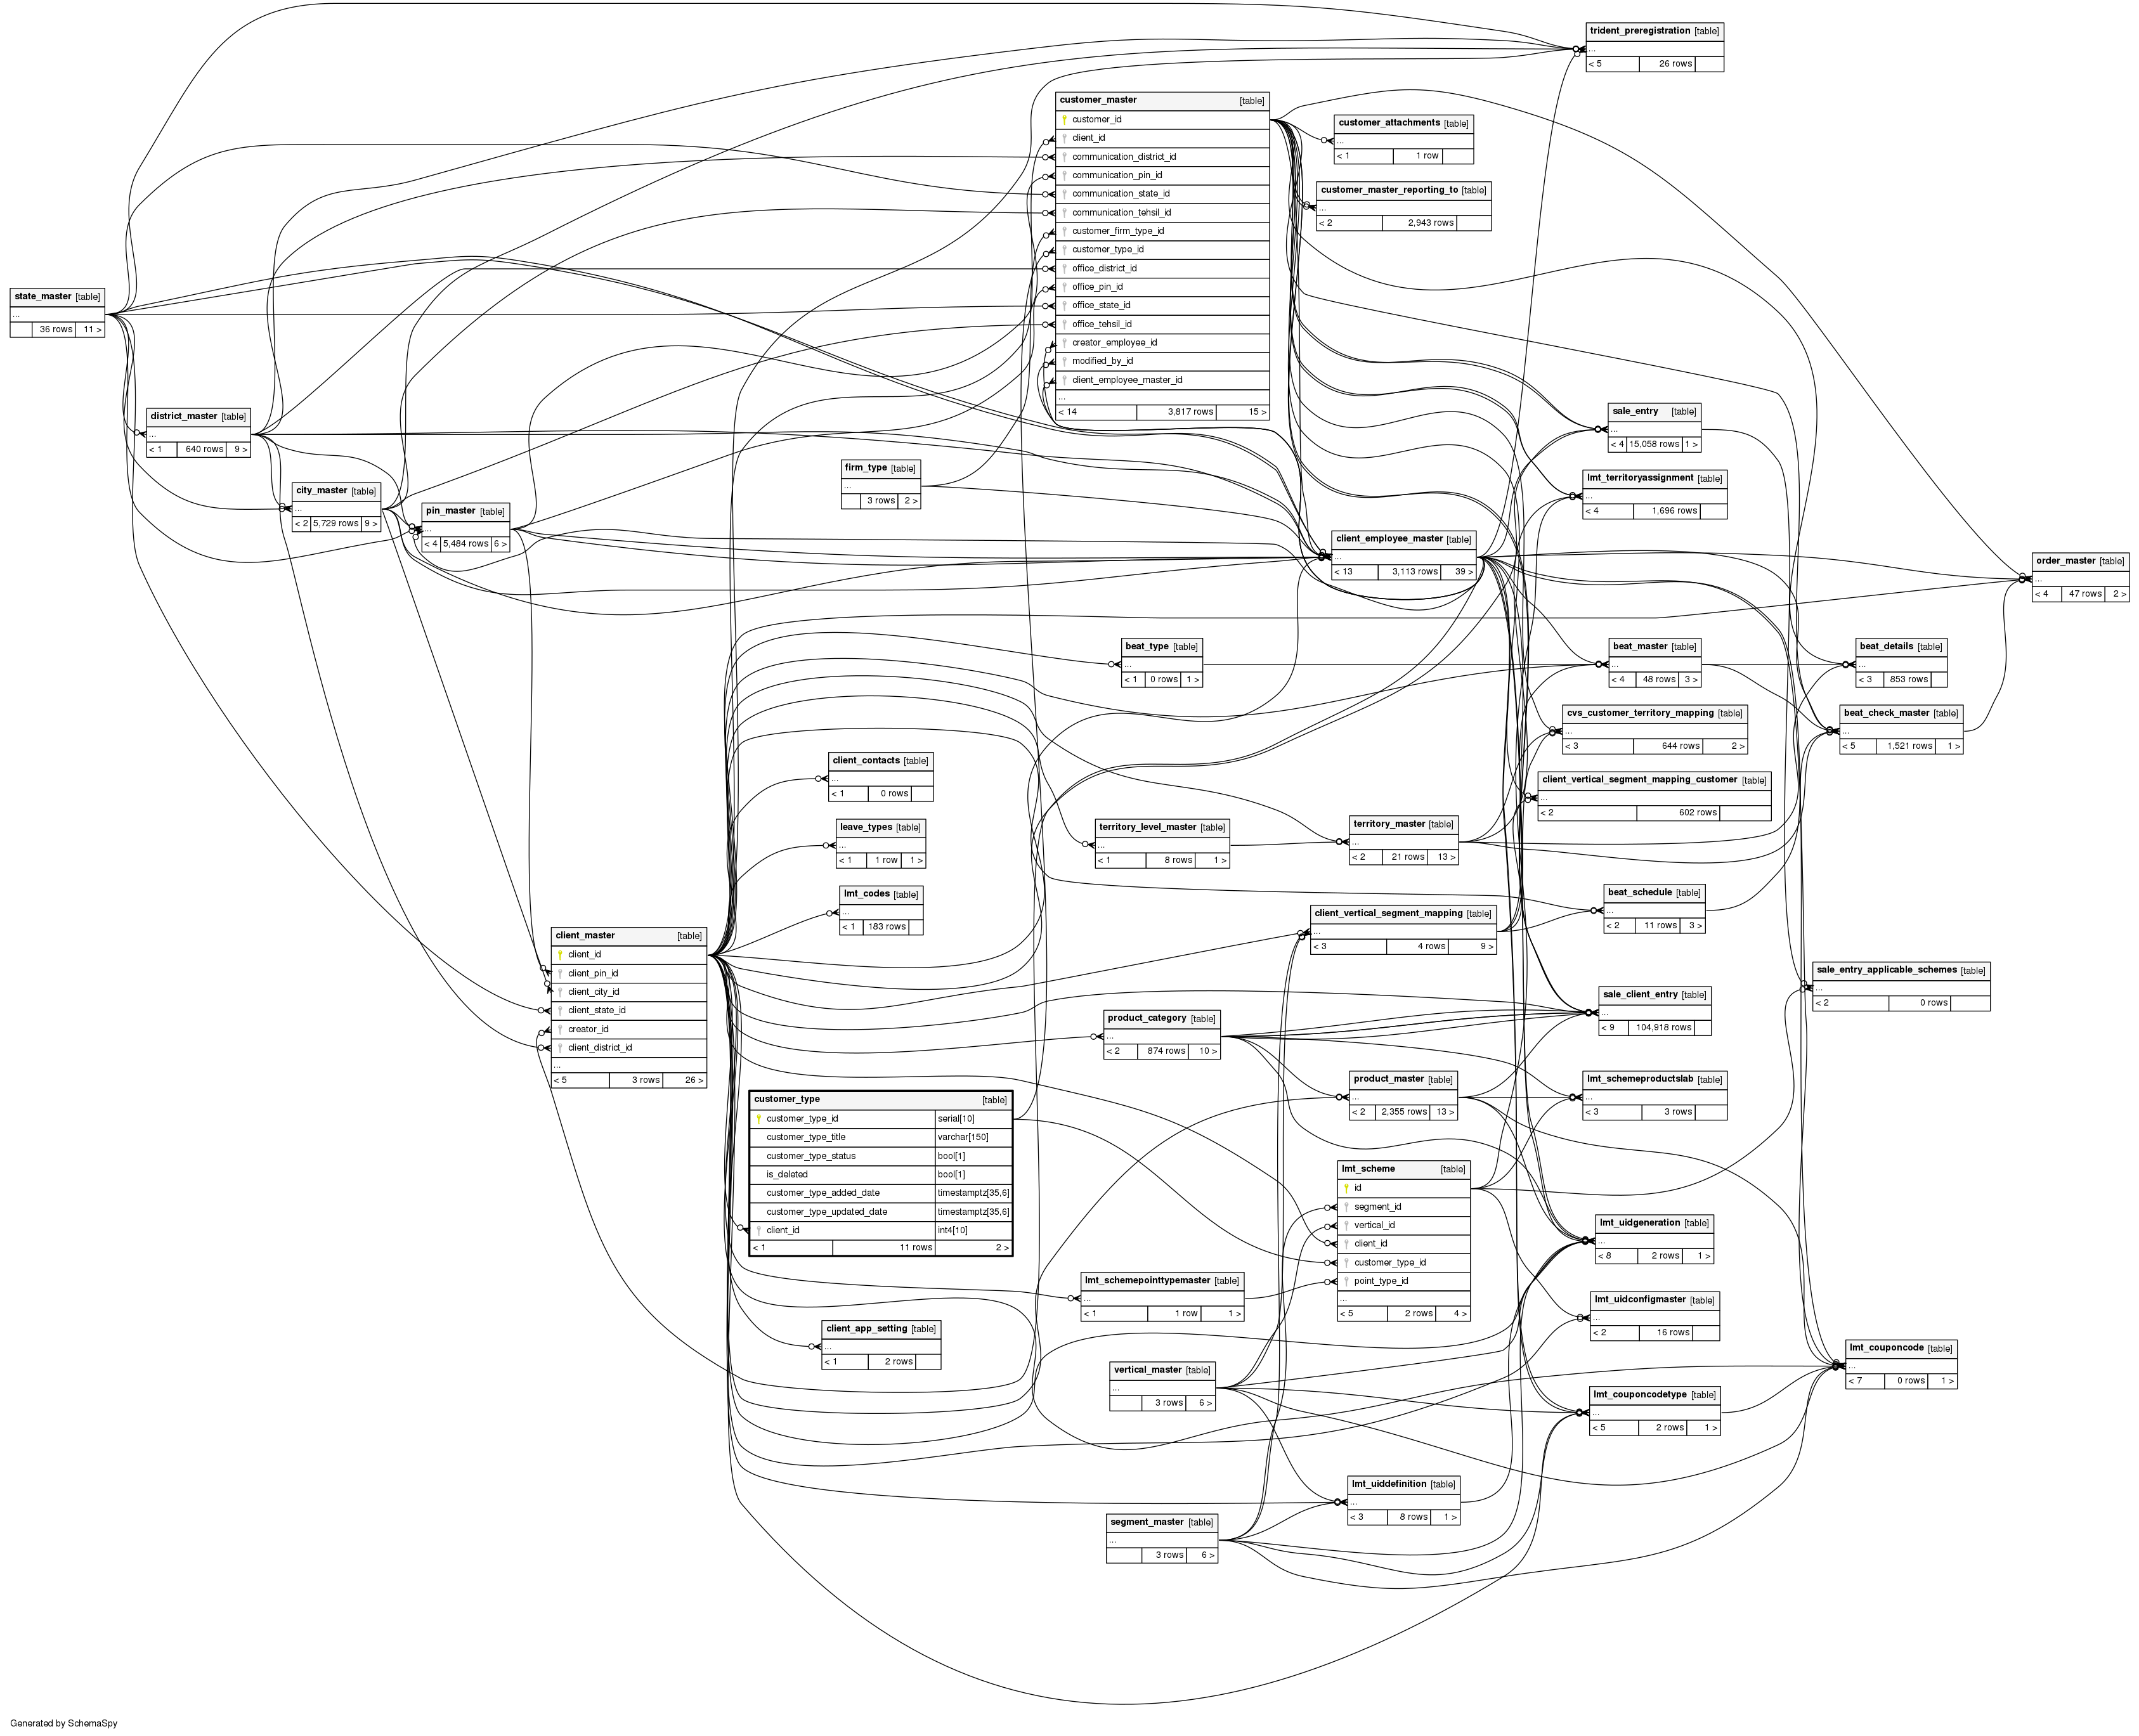 trident_preregistration [table]
...
< 5 26 rows
customer_master [table]
customer_id
client_id
communication_district_id
communication_pin_id
communication_state_id
communication_tehsil_id
customer_firm_type_id
customer_type_id
office_district_id
office_pin_id
office_state_id
office_tehsil_id
creator_employee_id
modified_by_id
client_employee_master_id
...
< 14 3,817 rows 15 >
customer_attachments [table]
...
< 1 1 row
customer_master_reporting_to [table]
...
< 2 2,943 rows
state_master [table]
...
36 rows 11 >
district_master [table]
...
< 1 640 rows 9 >
city_master [table]
...
< 2 5,729 rows 9 >
pin_master [table]
...
< 4 5,484 rows 6 >
firm_type [table]
...
3 rows 2 >
sale_entry [table]
...
< 4 15,058 rows 1 >
lmt_territoryassignment [table]
...
< 4 1,696 rows
client_employee_master [table]
...
< 13 3,113 rows 39 >
order_master [table]
...
< 4 47 rows 2 >
beat_type [table]
...
< 1 0 rows 1 >
beat_master [table]
...
< 4 48 rows 3 >
beat_details [table]
...
< 3 853 rows
cvs_customer_territory_mapping [table]
...
< 3 644 rows 2 >
beat_check_master [table]
...
< 5 1,521 rows 1 >
client_contacts [table]
...
< 1 0 rows
client_vertical_segment_mapping_customer [table]
...
< 2 602 rows
leave_types [table]
...
< 1 1 row 1 >
territory_level_master [table]
...
< 1 8 rows 1 >
territory_master [table]
...
< 2 21 rows 13 >
lmt_codes [table]
...
< 1 183 rows
beat_schedule [table]
...
< 2 11 rows 3 >
client_vertical_segment_mapping [table]
...
< 3 4 rows 9 >
client_master [table]
client_id
client_pin_id
client_city_id
client_state_id
creator_id
client_district_id
...
< 5 3 rows 26 >
sale_entry_applicable_schemes [table]
...
< 2 0 rows
sale_client_entry [table]
...
< 9 104,918 rows
product_category [table]
...
< 2 874 rows 10 >
product_master [table]
...
< 2 2,355 rows 13 >
lmt_schemeproductslab [table]
...
< 3 3 rows
customer_type [table]
customer_type_id serial[10]
customer_type_title varchar[150]
customer_type_status bool[1]
is_deleted bool[1]
customer_type_added_date timestamptz[35,6]
customer_type_updated_date timestamptz[35,6]
client_id int4[10]
< 1 11 rows 2 >
lmt_scheme [table]
id
segment_id
vertical_id
client_id
customer_type_id
point_type_id
...
< 5 2 rows 4 >
lmt_uidgeneration [table]
...
< 8 2 rows 1 >
lmt_schemepointtypemaster [table]
...
< 1 1 row 1 >
lmt_uidconfigmaster [table]
...
< 2 16 rows
client_app_setting [table]
...
< 1 2 rows
lmt_couponcode [table]
...
< 7 0 rows 1 >
vertical_master [table]
...
3 rows 6 >
lmt_couponcodetype [table]
...
< 5 2 rows 1 >
lmt_uiddefinition [table]
...
< 3 8 rows 1 >
segment_master [table]
...
3 rows 6 >
Generated by SchemaSpy